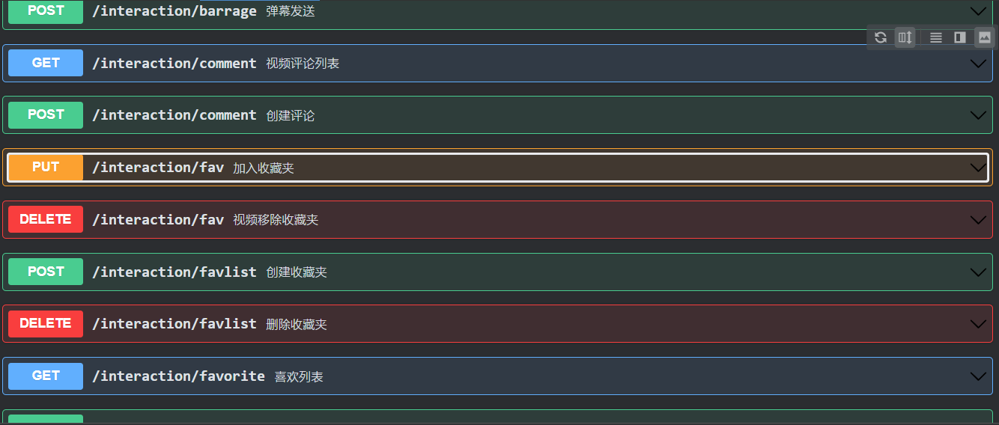 POST /interaction/barrage 弹幕发送
GET /interaction/comment 视频评论列表
POST /interaction/comment 创建评论
PUT /interaction/fav 加入收藏夹
DELETE /interaction/fav 视频移除收藏夹
POST /interaction/favlist 创建收藏夹
DELETE /interaction/favlist 删除收藏夹
GET /interaction/favorite 喜欢列表